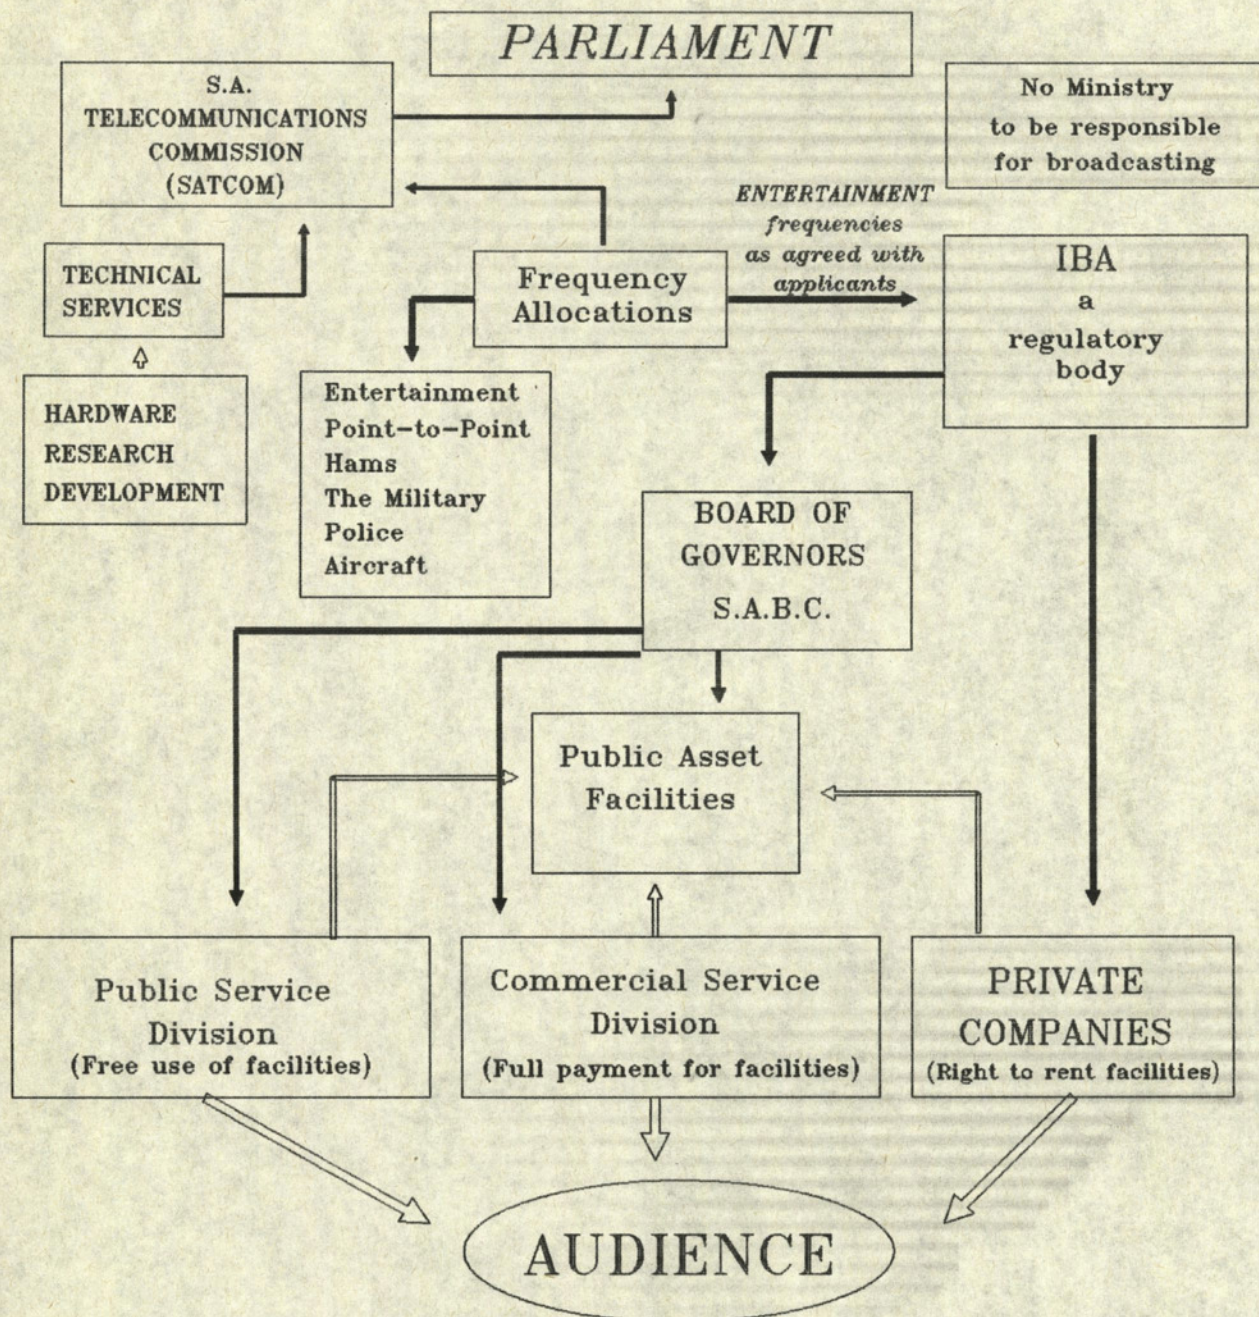 PARLIAMENT
S.A.
TELECOMMUNICATIONS
COMMISSION
(SATCOM)
No Ministry
to be responsible
for broadcasting
ENTERTAINMENT
frequencies
as agreed with
applicants
TECHNICAL
SERVICES
Frequency
Allocations
IBA
a
regulatory
body
HARDWARE
RESEARCH
DEVELOPMENT
Entertainment
Point-to-Point
Hams
The Military
Police
Aircraft
BOARD OF
GOVERNORS
S.A.B.C.
Public Asset
Facilities
Public Service
Division
(Free use of facilities)
Commercial Service
Division
(Full payment for facilities)
PRIVATE
COMPANIES
(Right to rent facilities)
AUDIENCE